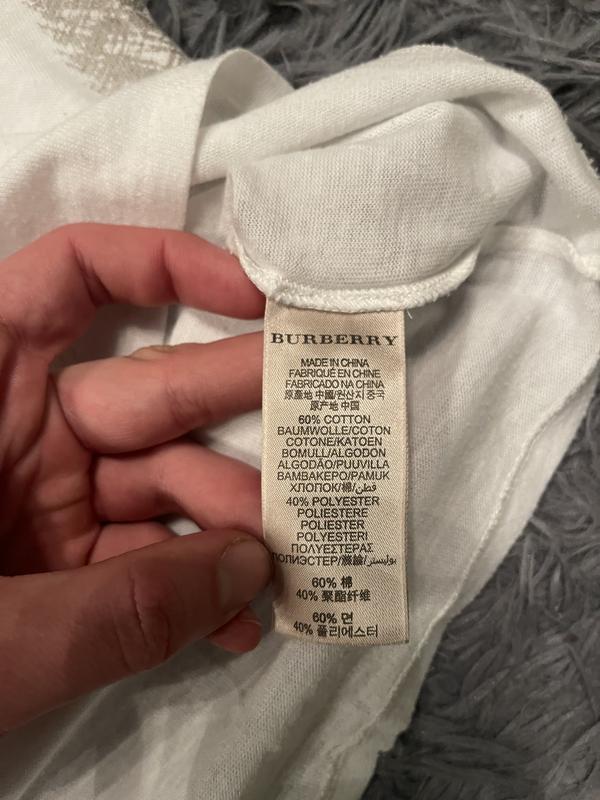 BURBERRY
MADE IN CHINA
FABRIQUÉ EN CHINE
FABRICADO NA CHINA
原產地 中國/원산지 중국
原产地 中国
60% COTTON
BAUMWOLLE/COTON
COTONE/KATOEN
BOMULL/ALGODON
ALGODÃO/PUUVILLA
BAMBAKEPO/PAMUK
ХЛОПОК/棉/قطن
40% POLYESTER
POLIESTERE
POLIESTER
POLYESTERI
ΠΟΛΥΕΣΤΕΡΑΣ
ПОЛИЭСТЕР/聚酯/بوليستر
60% 棉
40% 聚酯纤维
60% 면
40% 폴리에스터